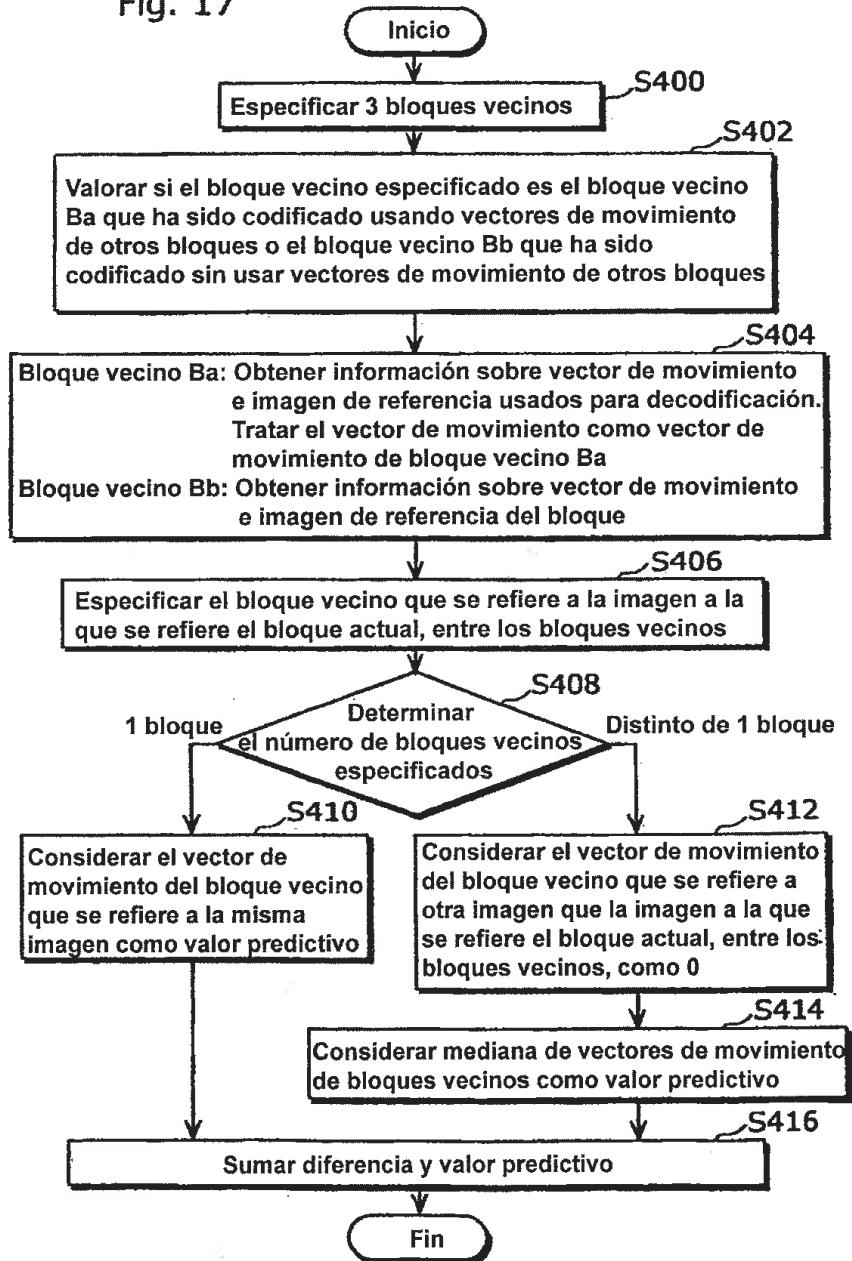 Fig. 17
Inicio
S400
Especificar 3 bloques vecinos
S402
Valorar si el bloque vecino especificado es el bloque vecino
Ba que ha sido codificado usando vectores de movimiento
de otros bloques o el bloque vecino Bb que ha sido
codificado sin usar vectores de movimiento de otros bloques
S404
Bloque vecino Ba: Obtener información sobre vector de movimiento
e imagen de referencia usados para decodificación.
Tratar el vector de movimiento como vector de
movimiento de bloque vecino Ba
Bloque vecino Bb: Obtener información sobre vector de movimiento
e imagen de referencia del bloque
S406
Especificar el bloque vecino que se refiere a la imagen a la
que se refiere el bloque actual, entre los bloques vecinos
S408
Determinar
el número de bloques vecinos
especificados
1 bloque
Distinto de 1 bloque
S410
Considerar el vector de
movimiento del bloque vecino
que se refiere a la misma
imagen como valor predictivo
S412
Considerar el vector de movimiento
del bloque vecino que se refiere a
otra imagen que la imagen a la que
se refiere el bloque actual, entre los
bloques vecinos, como 0
S414
Considerar mediana de vectores de movimiento
de bloques vecinos como valor predictivo
S416
Sumar diferencia y valor predictivo
Fin